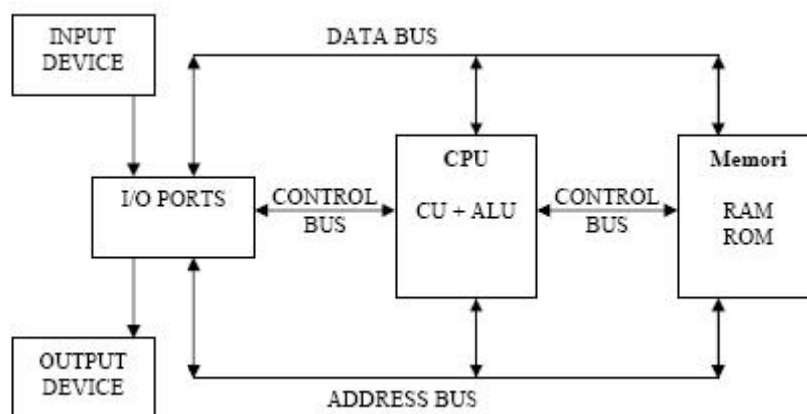 INPUT
DEVICE
DATA BUS
I/O PORTS
CONTROL
BUS
CPU
CU + ALU
CONTROL
BUS
Memori
RAM
ROM
OUTPUT
DEVICE
ADDRESS BUS